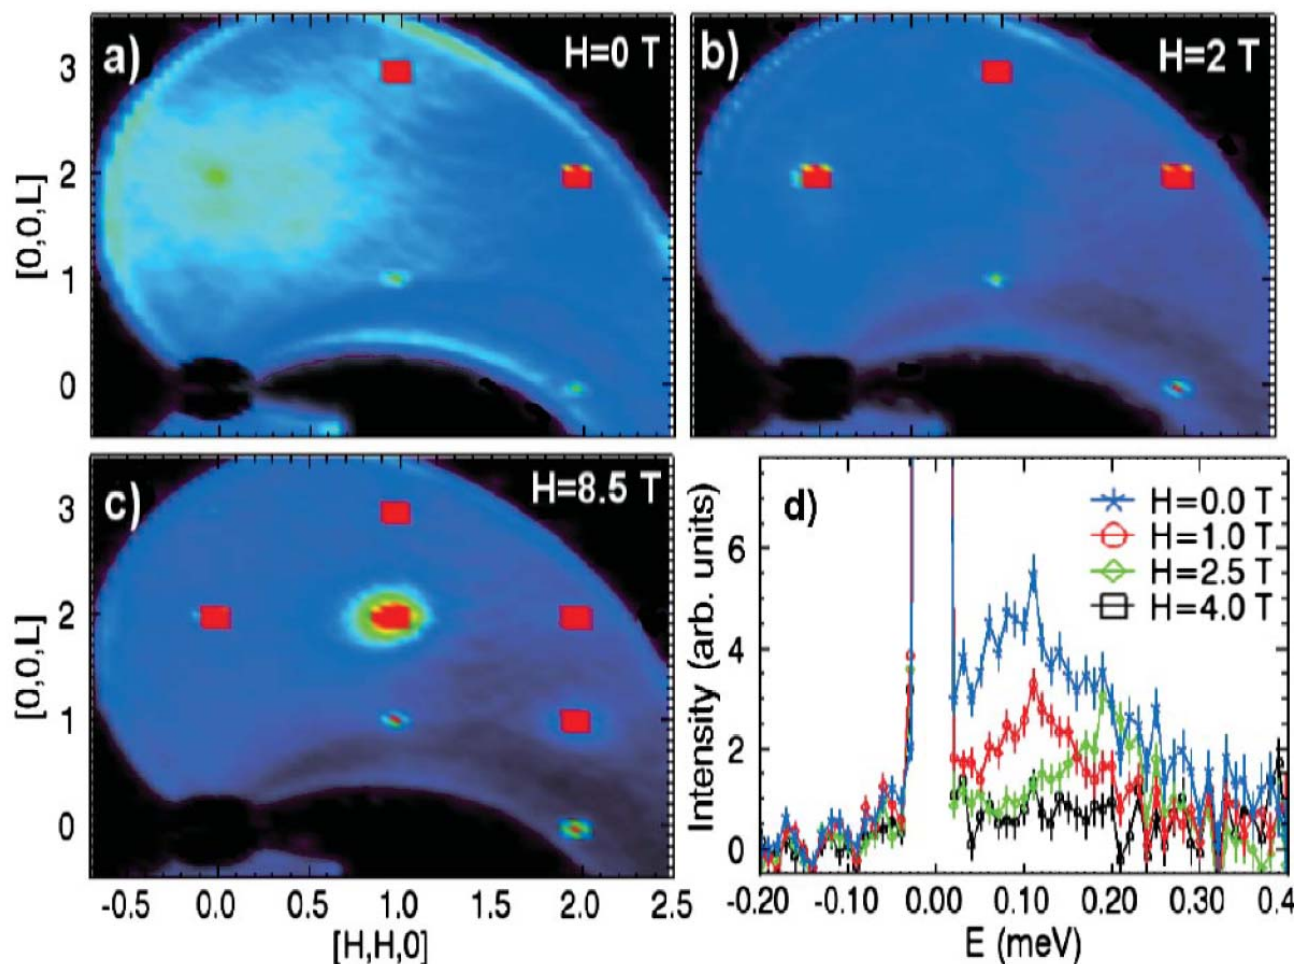 a)
H=0 T
b)
H=2 T
[0,0,L]
3
2
1
0
c)
H=8.5 T
[0,0,L]
3
2
1
0
-0.5 0.0 0.5 1.0 1.5 2.0 2.5
[H,H,0]
d)
H=0.0 T
H=1.0 T
H=2.5 T
H=4.0 T
Intensity (arb. units)
6
4
2
0
-0.20 -0.10 0.00 0.10 0.20 0.30 0.4
E (meV)